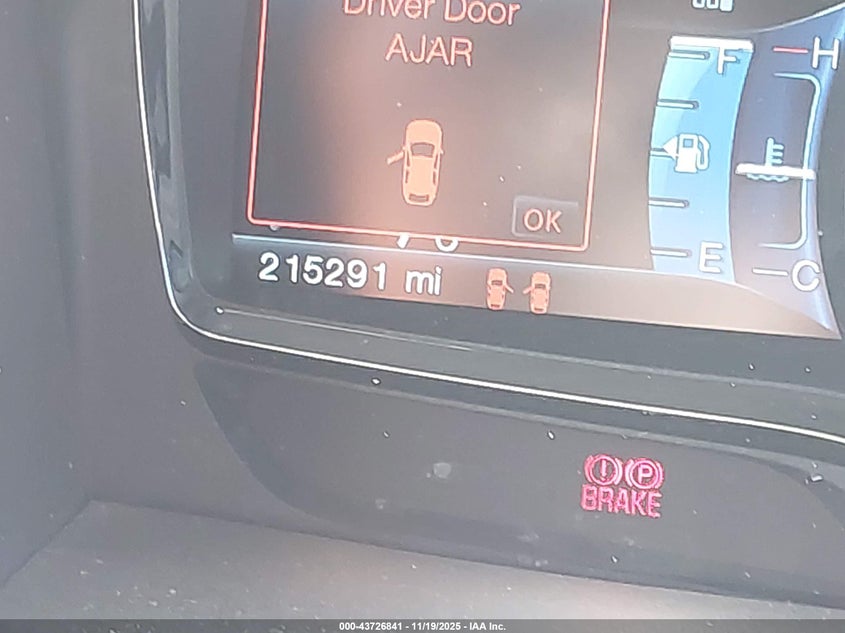 Driver Door
AJAR
OK
F
E
H
C
215291 mi
P
BRAKE
000-43726841 - 11/19/2025 - IAA Inc.